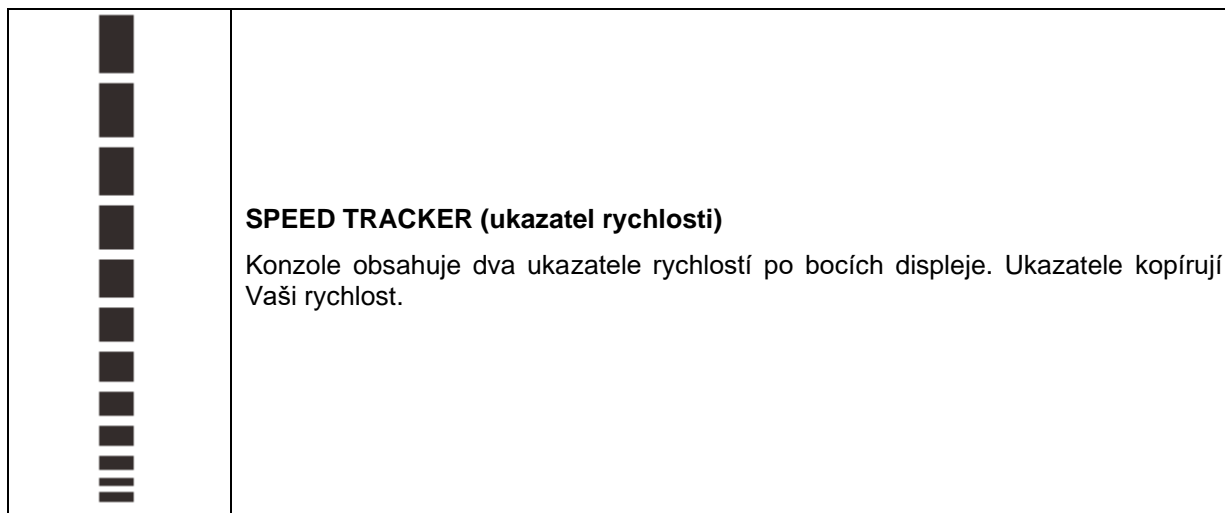 SPEED TRACKER (ukazatel rychlosti)
Konzole obsahuje dva ukazatele rychlostí po bocích displeje. Ukazatele kopírují
Vaši rychlost.